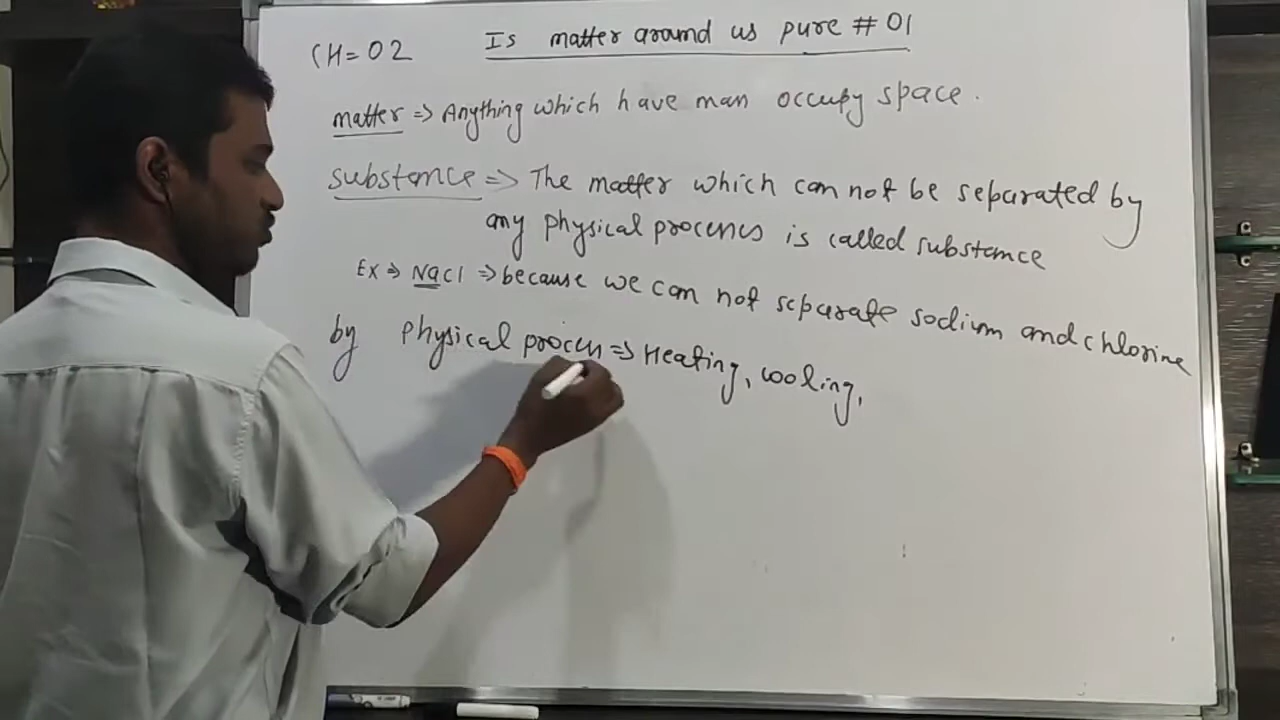 CH=02 Is matter around us pure #01
matter => Anything which have mass occupy space.
substance => The matter which can not be separated by
any physical process is called substance
Ex => NaCl => because we can not separate sodium and chlorine
by Physical process => Heating, cooling,